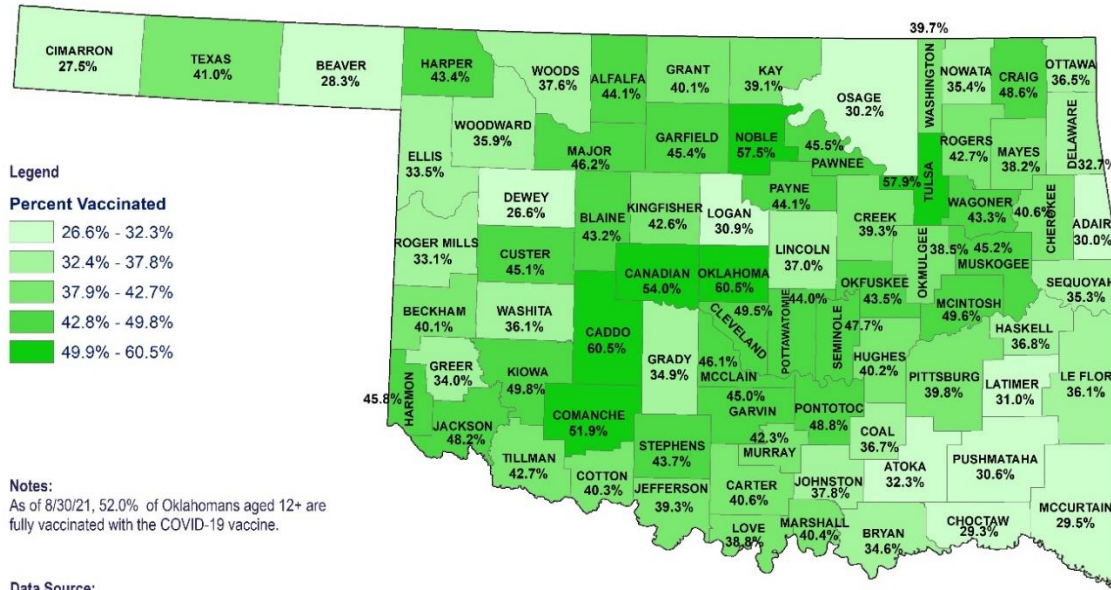 39.7%
CIMARRON
27.5%
TEXAS
41.0%
BEAVER
28.3%
HARPER
43.4%
WOODS
37.6%
ALFALFA
44.1%
GRANT
40.1%
KAY
39.1%
OSAGE
30.2%
WASHINGTON
NOWATA
35.4%
CRAIG
48.6%
OTTAWA
36.5%
WOODWARD
35.9%
ELLIS
33.5%
MAJOR
46.2%
GARFIELD
45.4%
NOBLE
57.5%
45.5%
PAWNEE
57.9%
TULSA
ROGERS
42.7%
MAYES
38.2%
DELAWARE
32.7%
Legend
Percent Vaccinated
26.6% - 32.3%
32.4% - 37.8%
37.9% - 42.7%
42.8% - 49.8%
49.9% - 60.5%
DEWEY
26.6%
BLAINE
43.2%
KINGFISHER
42.6%
LOGAN
30.9%
PAYNE
44.1%
CREEK
39.3%
WAGONER
43.3%
40.6%
CHEROKEE
ADAIR
30.0%
ROGER MILLS
33.1%
CUSTER
45.1%
CANADIAN
54.0%
OKLAHOMA
60.5%
LINCOLN
37.0%
OKFUSKEE
43.5%
OKMULGEE
38.5%
45.2%
MUSKOGEE
SEQUOYAH
35.3%
BECKHAM
40.1%
WASHITA
36.1%
CADDO
60.5%
GRADY
34.9%
49.5%
CLEVELAND
44.0%
POTTAWATOMIE
SEMINOLE
47.7%
HUGHES
40.2%
MCINTOSH
49.6%
HASKELL
36.8%
PITTSBURG
39.8%
LATIMER
31.0%
LE FLOR
36.1%
45.8%
HARMON
GREER
34.0%
KIOWA
49.8%
46.1%
MCCLAIN
45.0%
GARVIN
PONTOTOC
48.8%
COAL
36.7%
JACKSON
48.2%
COMANCHE
51.9%
STEPHENS
43.7%
42.3%
MURRAY
ATOKA
32.3%
PUSHMATAHA
30.6%
TILLMAN
42.7%
COTTON
40.3%
JEFFERSON
39.3%
CARTER
40.6%
JOHNSTON
37.8%
MCCURTAIN
29.5%
LOVE
38.8%
MARSHALL
40.4%
BRYAN
34.6%
CHOCTAW
29.3%
Notes:
As of 8/30/21, 52.0% of Oklahomans aged 12+ are
fully vaccinated with the COVID-19 vaccine.
Data Source: